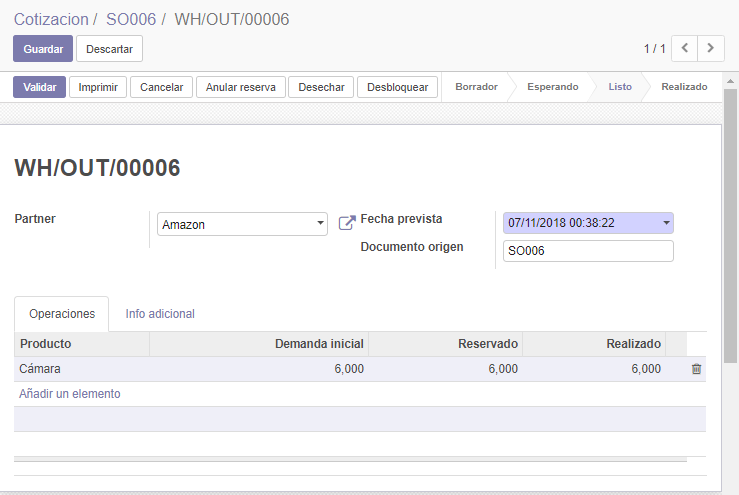 Cotizacion / SO006 / WH/OUT/00006
Guardar Descartar 1 / 1
Validar Imprimir Cancelar Anular reserva Desechar Desbloquear Borrador Esperando Listo Realizado
WH/OUT/00006
Partner Amazon Fecha prevista 07/11/2018 00:38:22
Documento origen SO006
Operaciones Info adicional
Producto Demanda inicial Reservado Realizado
Cámara 6,000 6,000 6,000
Añadir un elemento